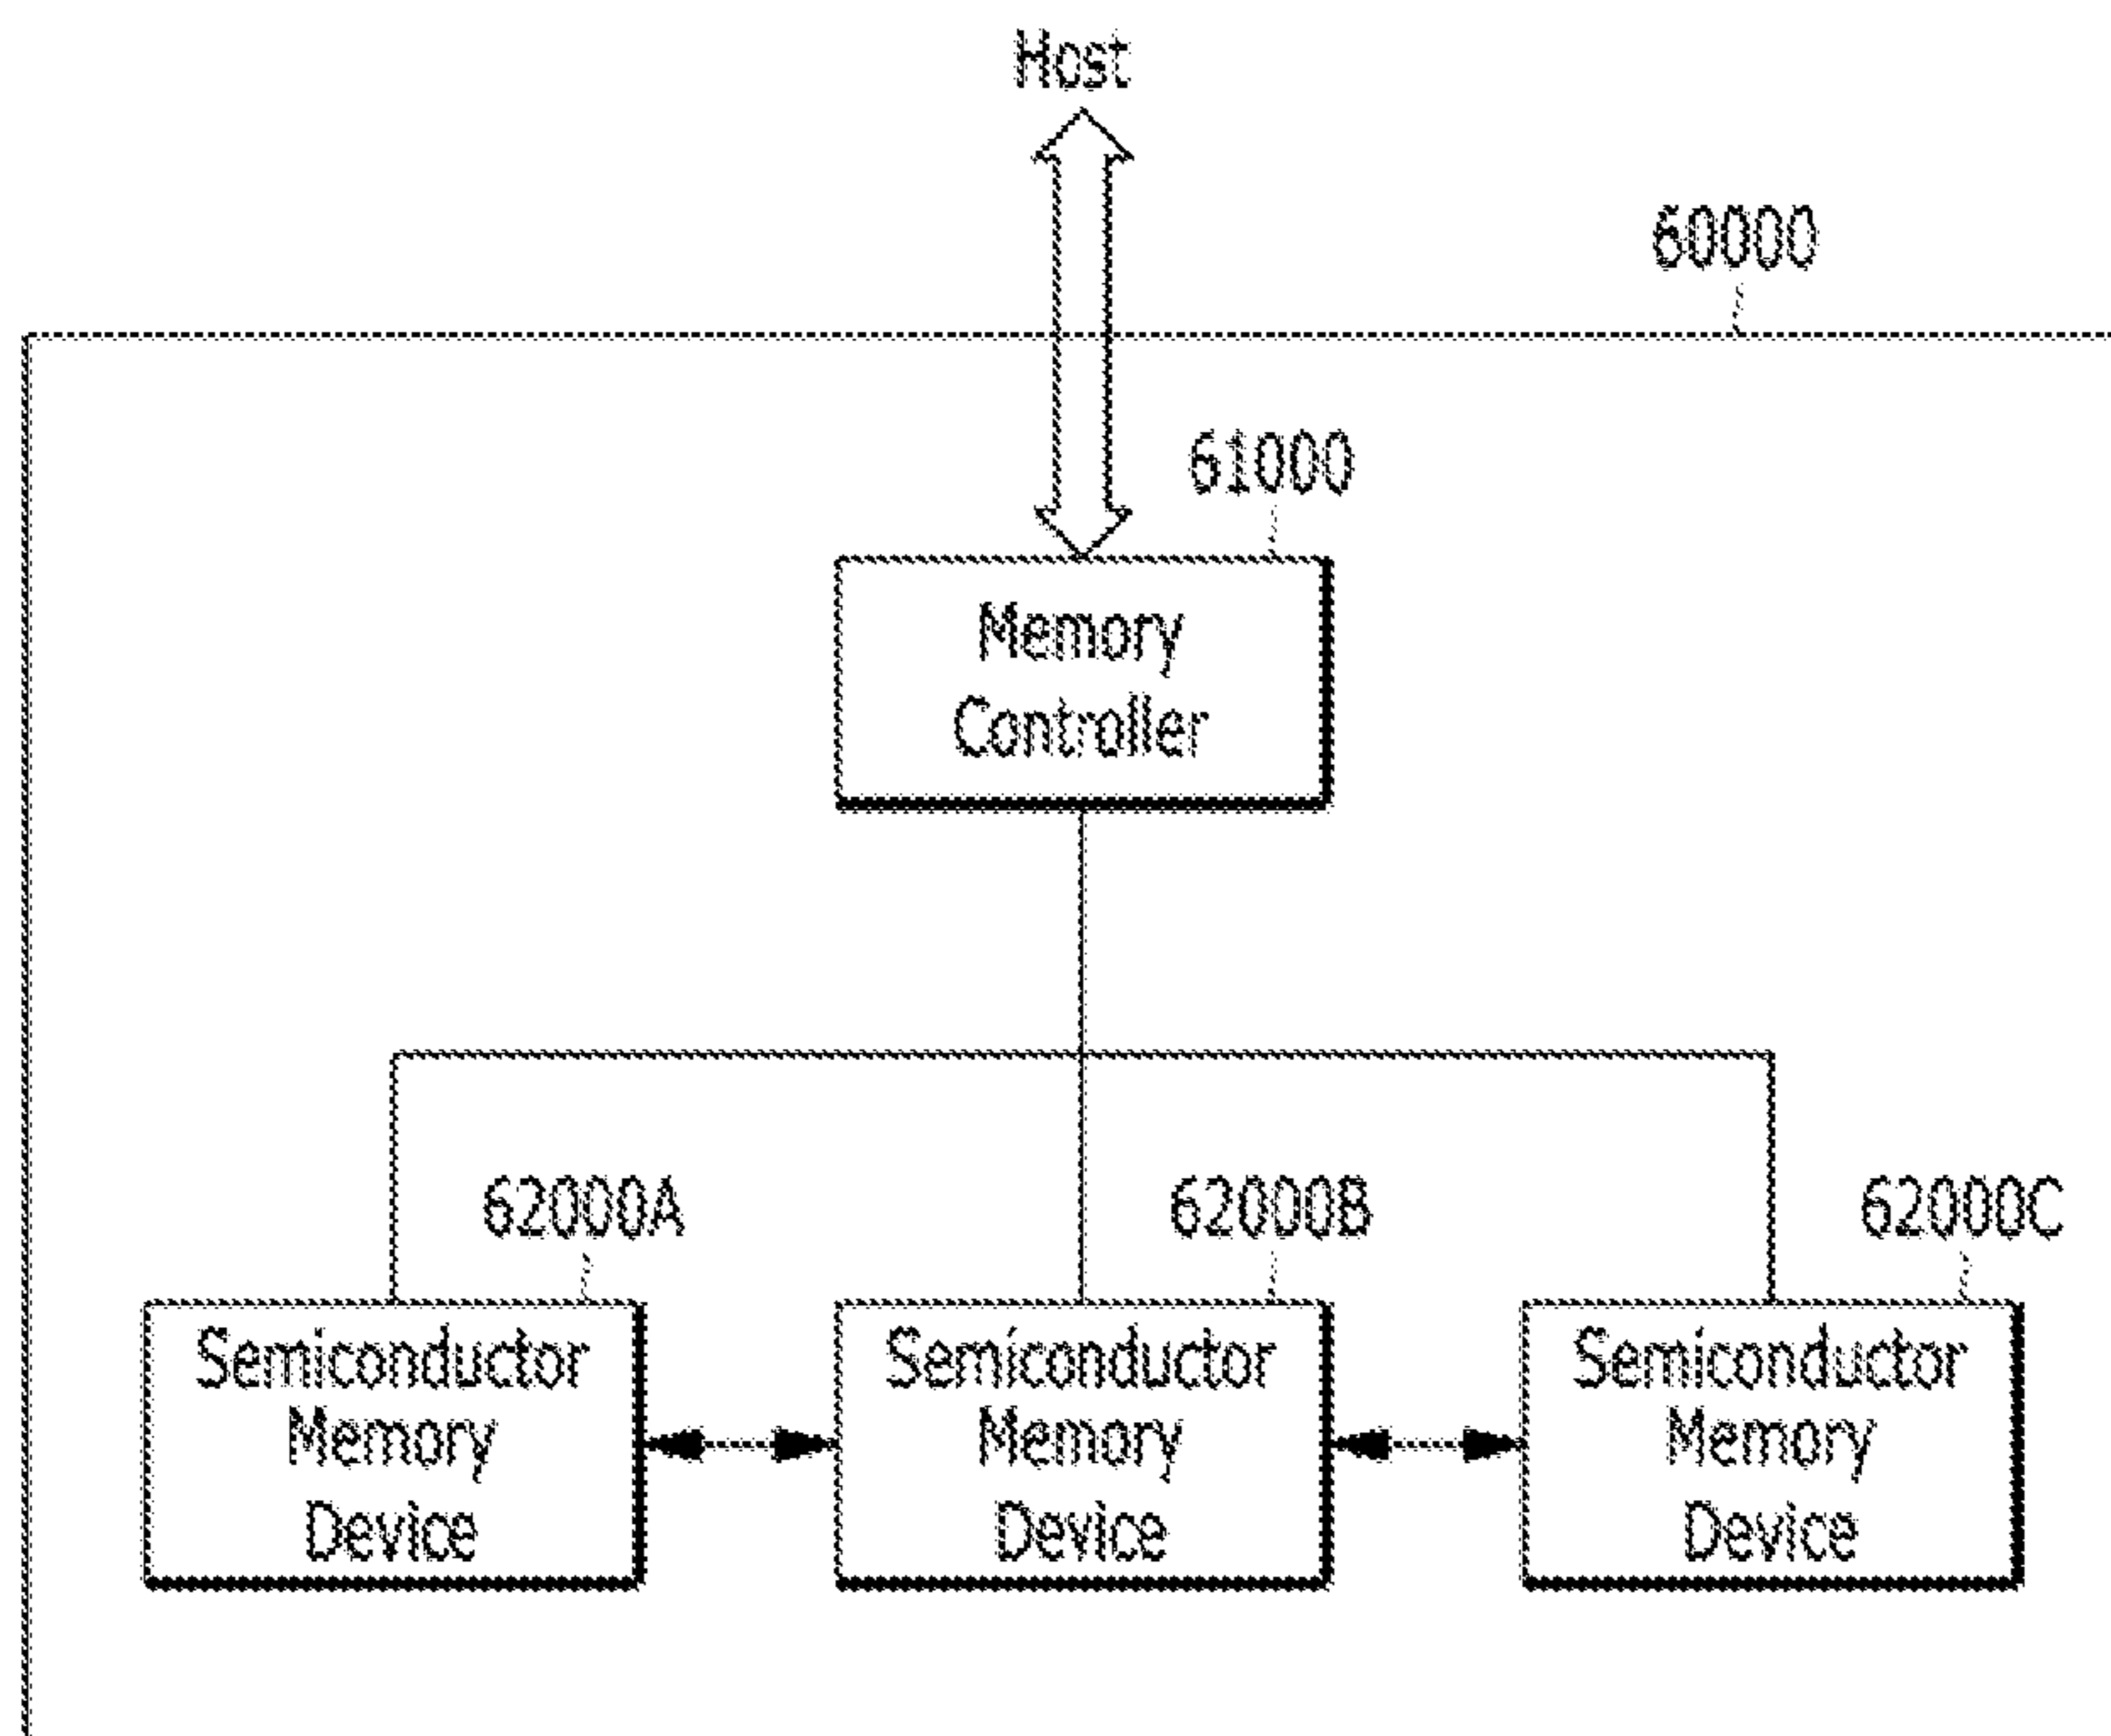 Host
60000
61000
Memory
Controller
62000A
62000B
62000C
Semiconductor
Memory
Device
Semiconductor
Memory
Device
Semiconductor
Memory
Device